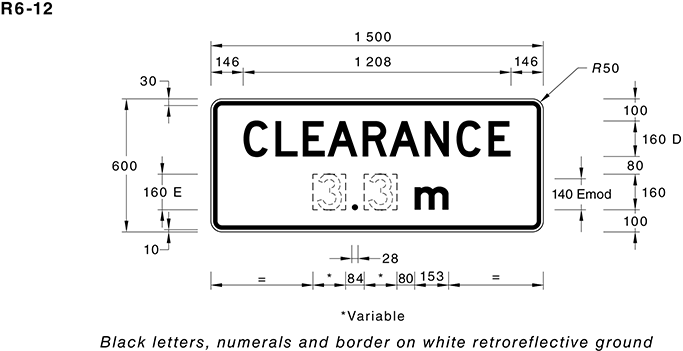 R6-12
1 500
146 1 208 146
R50
30
100
CLEARANCE
160 D
600
80
160 E
3.3 m
140 Emod
160
100
10
28
= * 84 * 80 153 =
*Variable
Black letters, numerals and border on white retroreflective ground